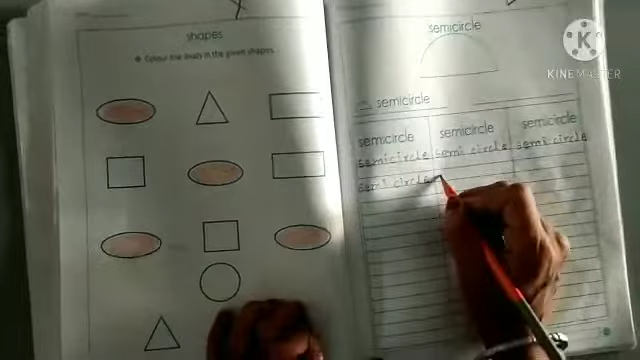 shapes
Colour the ovals in the given shapes.
semicircle
semicircle
semicircle semicircle semicircle
semicircle semi circle semi circle
semi circle
KINEMASTER